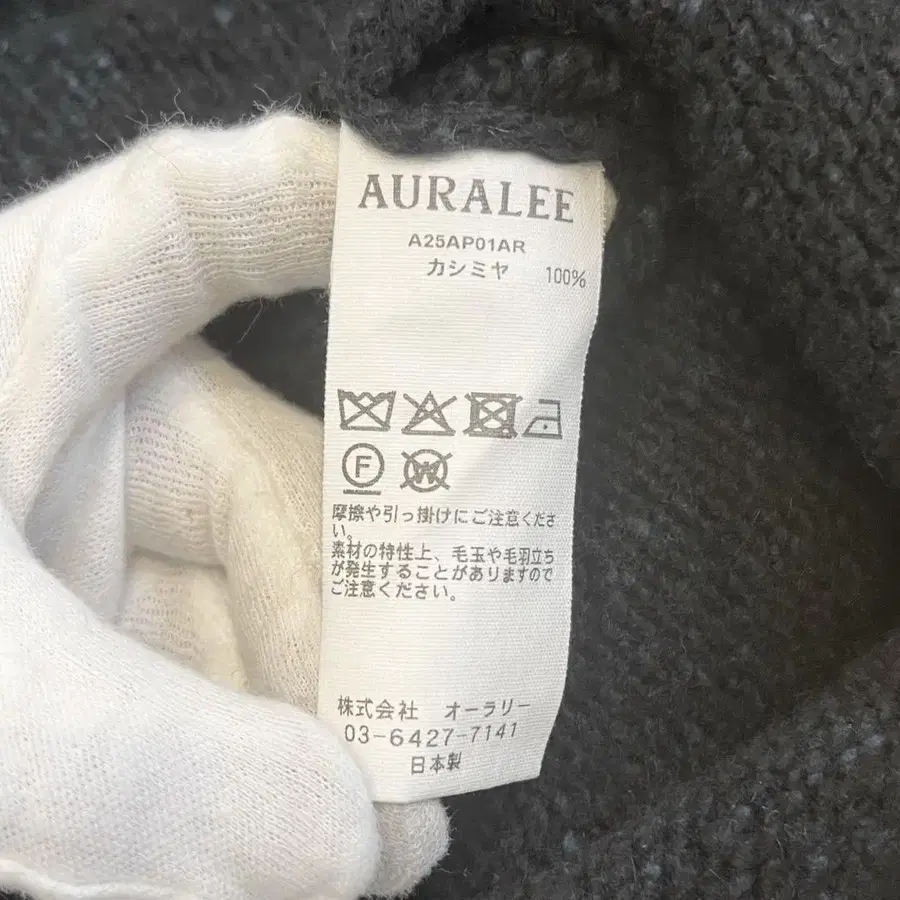 AURALEE
A25AP01AR
カシミヤ 100%
F
W
摩擦や引っ掛けにご注意くださ
い。
素材の特性上、毛玉や毛羽立ち
が発生することがありますので
ご注意ください。
株式会社 オーラリー
03-6427-7141
日本製